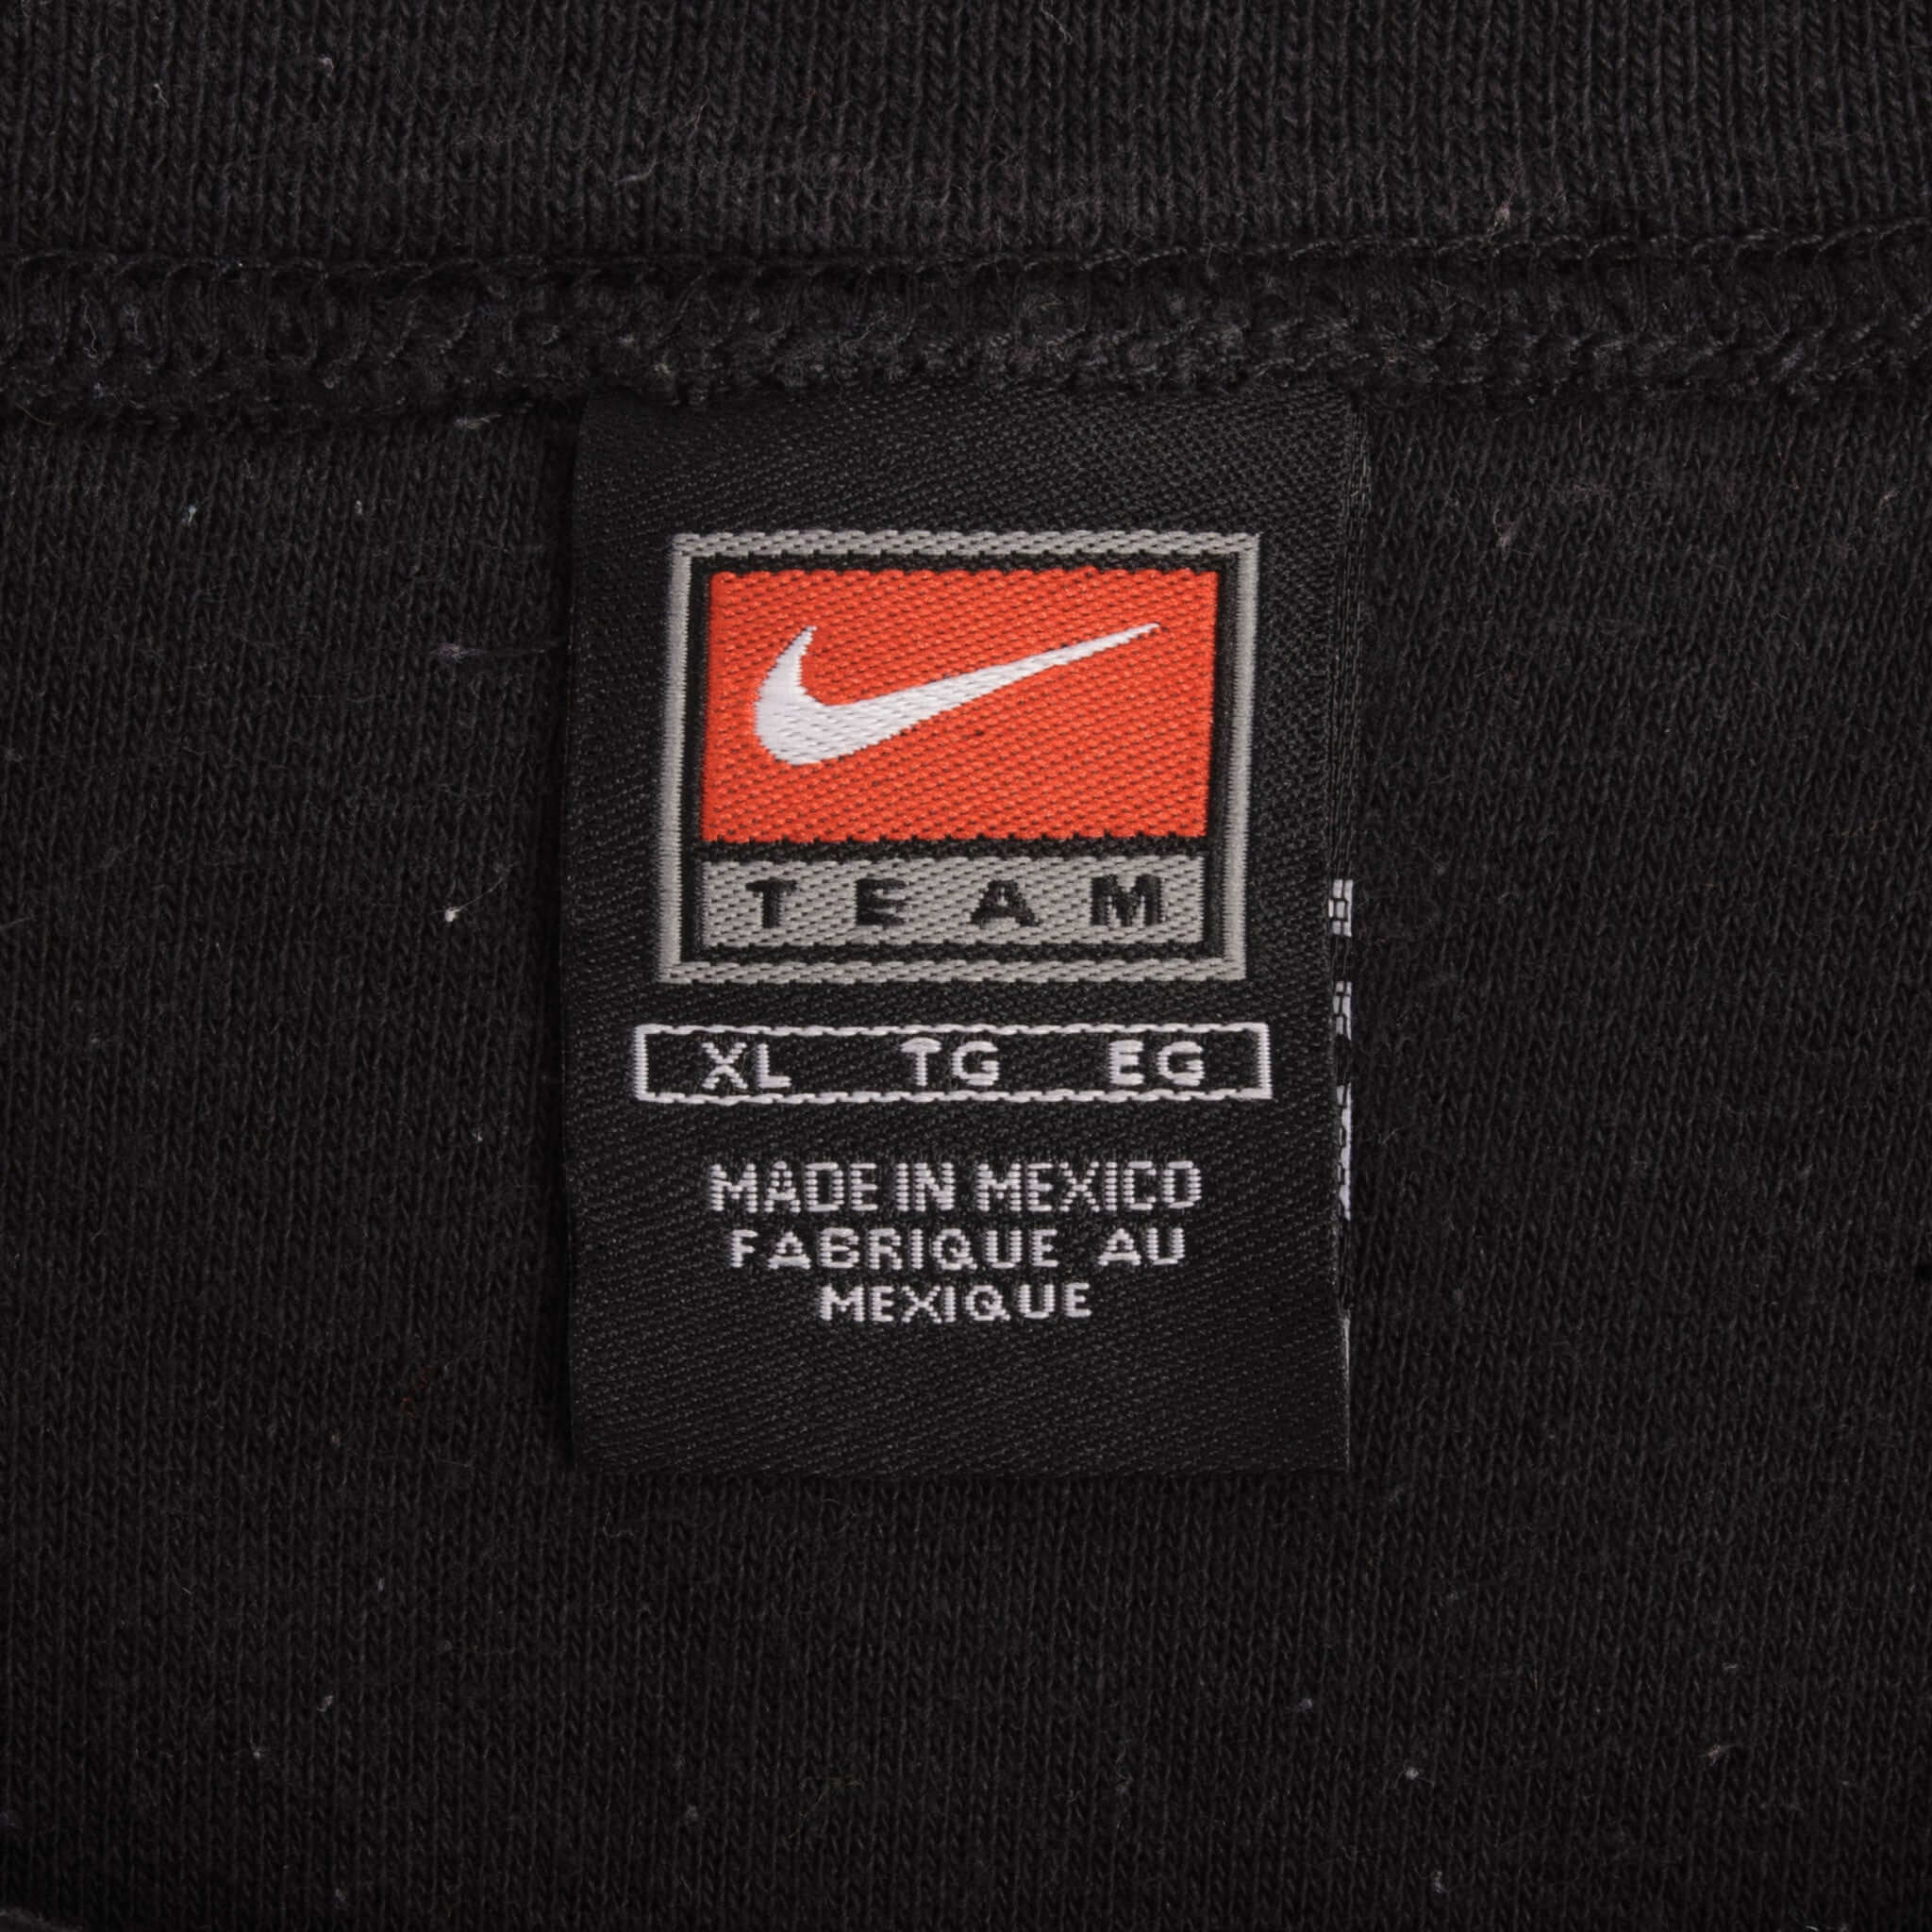 TEAM
XL TG EG
MADE IN MEXICO
FABRIQUE AU
MEXIQUE